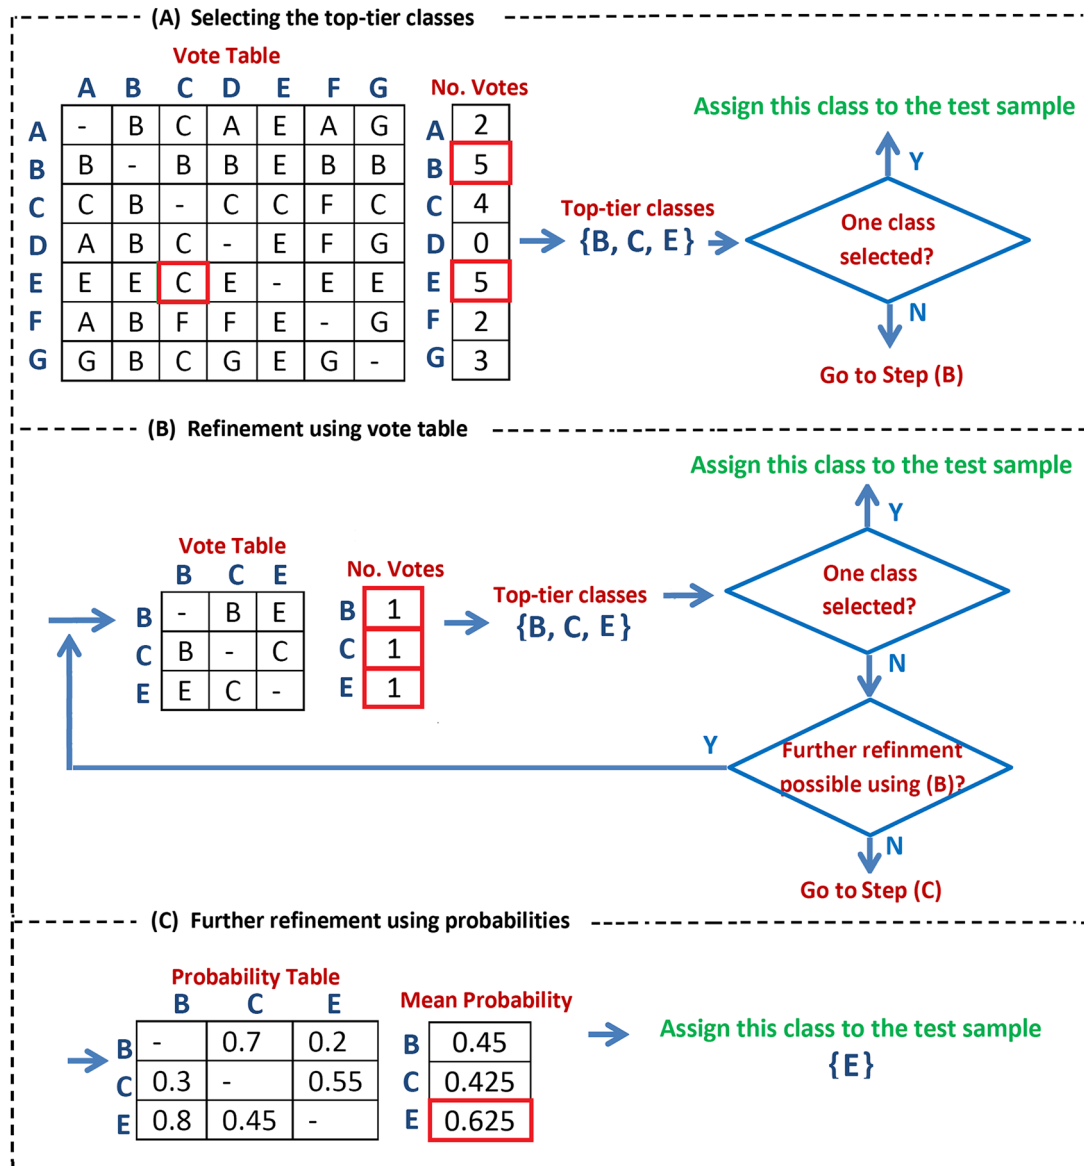 (A) Selecting the top-tier classes
Vote Table
A B C D E F G
A - B C A E A G
B B - B B E B B
C C B - C C F C
D A B C - E F G
E E E C E - E E
F A B F F E - G
G G B C G E G -
No. Votes
A 2
B 5
C 4
D 0
E 5
F 2
G 3
Top-tier classes
{B, C, E}
Assign this class to the test sample
Y
One class
selected?
N
Go to Step (B)
(B) Refinement using vote table
Vote Table
B C E
B - B E
C B - C
E E C -
No. Votes
B 1
C 1
E 1
Top-tier classes
{B, C, E}
Assign this class to the test sample
Y
One class
selected?
N
Y
Further refinment
possible using (B)?
N
Go to Step (C)
(C) Further refinement using probabilities
Probability Table
B C E
B - 0.7 0.2
C 0.3 - 0.55
E 0.8 0.45 -
Mean Probability
B 0.45
C 0.425
E 0.625
Assign this class to the test sample
{E}